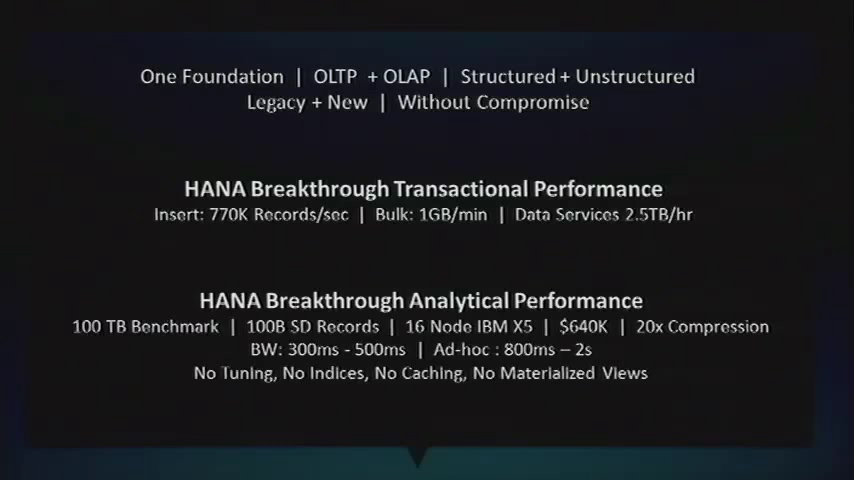 One Foundation | OLTP + OLAP | Structured + Unstructured
Legacy + New | Without Compromise
HANA Breakthrough Transactional Performance
Insert: 770K Records/sec | Bulk: 1GB/min | Data Services 2.5TB/hr
HANA Breakthrough Analytical Performance
100 TB Benchmark | 100B SD Records | 16 Node IBM X5 | $640K | 20x Compression
BW: 300ms - 500ms | Ad-hoc : 800ms – 2s
No Tuning, No Indices, No Caching, No Materialized Views